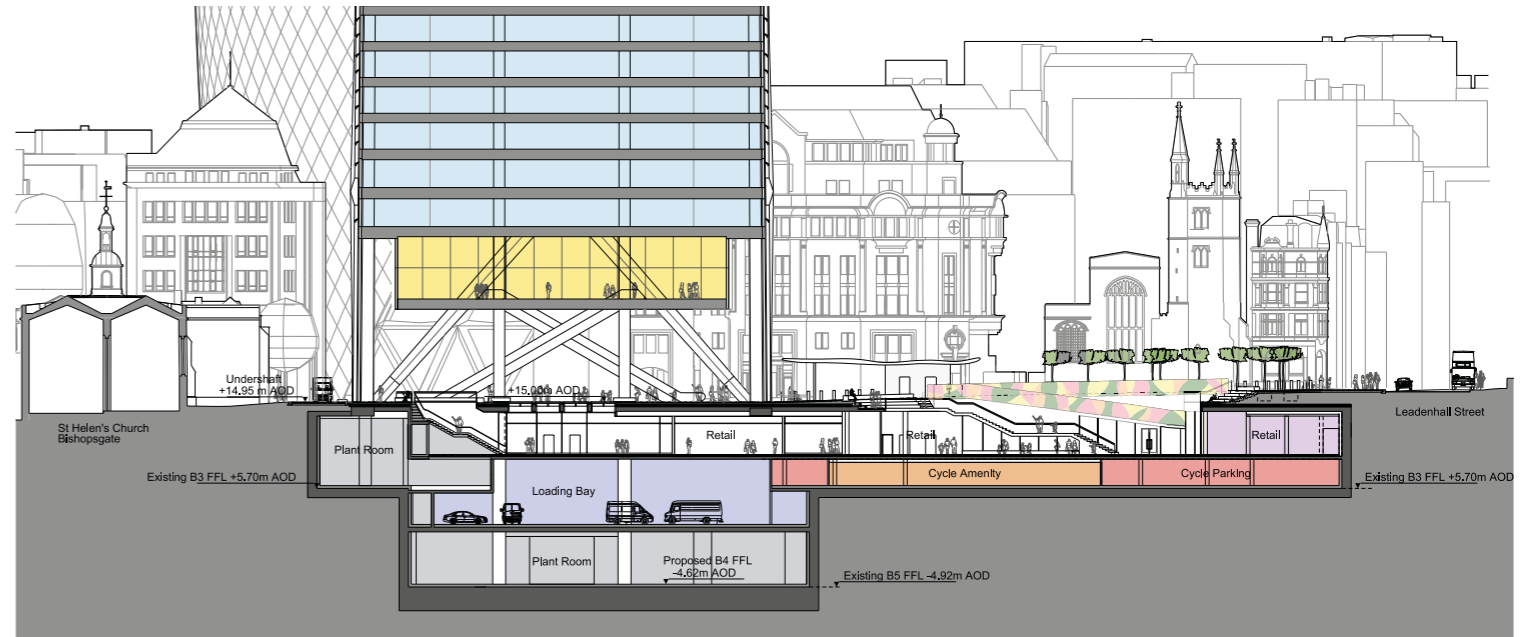 Undershaft
+14.95 m AOD
+15.000m AOD
St Helen's Church
Bishopsgate
Leadenhall Street
Plant Room
Retail
Retail
Retail
Existing B3 FFL +5.70m AOD
Cycle Amenity
Cycle Parking
Existing B3 FFL +5.70m AOD
Loading Bay
Plant Room
Proposed B4 FFL
-4.62m AOD
Existing B5 FFL -4.92m AOD